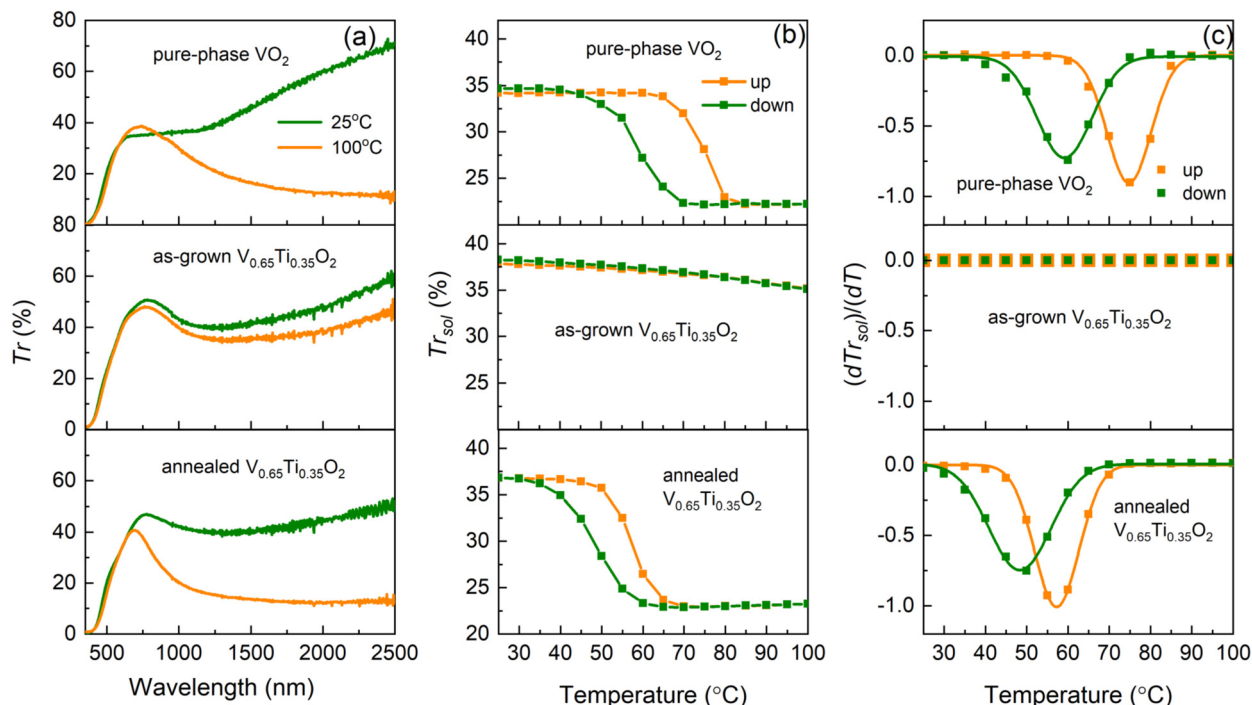 (a)
80
60
40
20
80
60
40
20
0
60
40
20
0
Tr (%)
pure-phase VO₂
25°C
100°C
as-grown V₀.₆₅Ti₀.₃₅O₂
annealed V₀.₆₅Ti₀.₃₅O₂
500 1000 1500 2000 2500
Wavelength (nm)
(b)
40
35
30
25
40
35
30
25
40
35
30
25
20
Tr_sol (%)
pure-phase VO₂
up
down
as-grown V₀.₆₅Ti₀.₃₅O₂
annealed
V₀.₆₅Ti₀.₃₅O₂
30 40 50 60 70 80 90 100
Temperature (°C)
(c)
0.0
-0.5
-1.0
0.0
-0.5
-1.0
0.0
-0.5
-1.0
(dTr_sol)/(dT)
pure-phase VO₂
up
down
as-grown V₀.₆₅Ti₀.₃₅O₂
annealed
V₀.₆₅Ti₀.₃₅O₂
30 40 50 60 70 80 90 100
Temperature (°C)